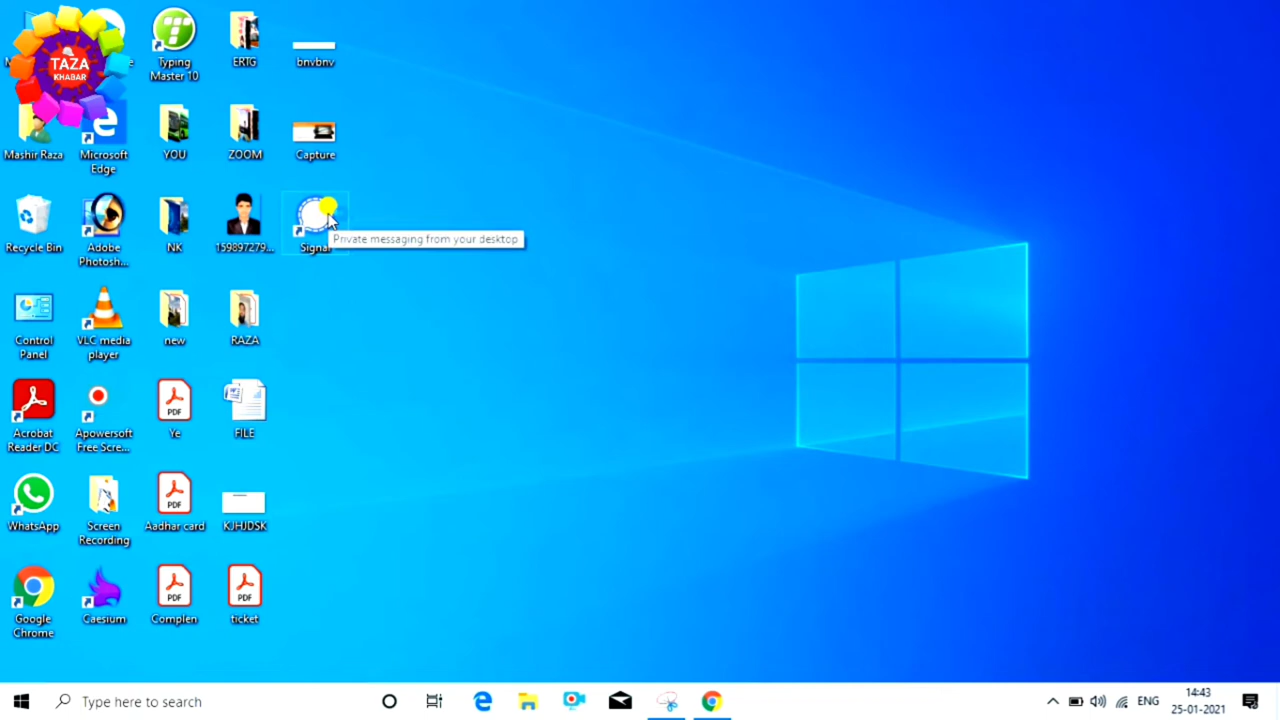 TAZA
KHABAR
Typing
Master 10
ERTG
bnvbnv
Mashir Raza
Microsoft
Edge
YOU
ZOOM
Capture
Recycle Bin
Adobe
Photosh...
NK
159897279...
Signal
Private messaging from your desktop
Control
Panel
VLC media
player
new
RAZA
Acrobat
Reader DC
Apowersoft
Free Scre...
PDF
Ye
FILE
WhatsApp
Screen
Recording
PDF
Aadhar card
KJHJDSK
Google
Chrome
Caesium
PDF
Complen
PDF
ticket
Type here to search
ENG
14:43
25-01-2021